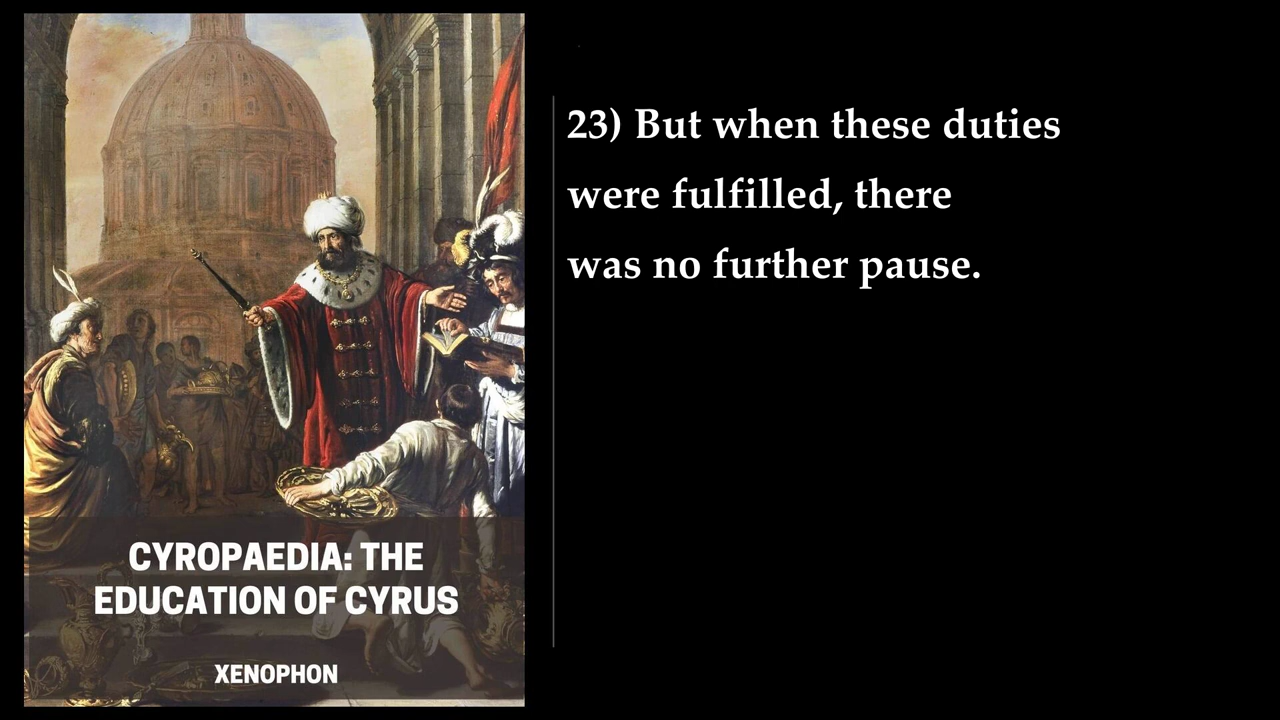 CYROPAEDIA: THE
EDUCATION OF CYRUS
XENOPHON
23) But when these duties
were fulfilled, there
was no further pause.